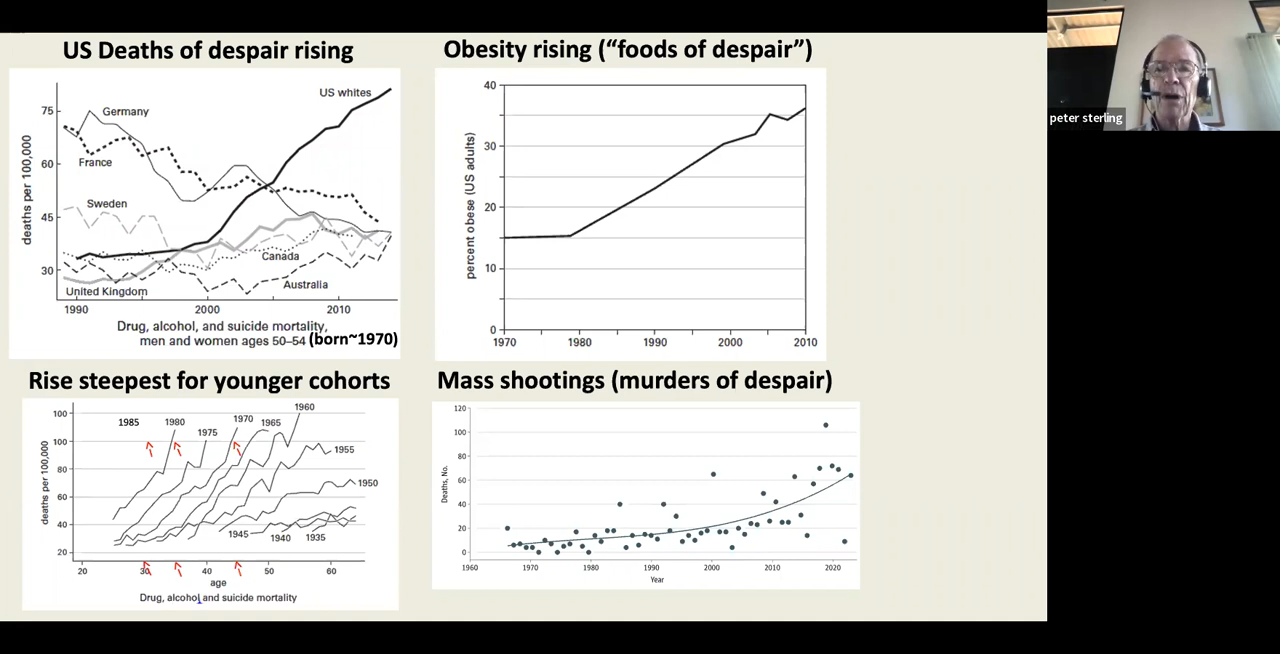 US Deaths of despair rising
75
60
45
30
deaths per 100,000
Germany
France
Sweden
US whites
Canada
Australia
United Kingdom
1990 2000 2010
Drug, alcohol, and suicide mortality,
men and women ages 50–54 (born~1970)
Obesity rising (“foods of despair”)
40
30
20
10
0
percent obese (US adults)
1970 1980 1990 2000 2010
peter sterling
Rise steepest for younger cohorts
100
100
80
60
40
20
deaths per 100,000
1985
1980
1975
1970
1965
1960
1955
1950
1945
1940
1935
20 30 40 50 60
age
Drug, alcohol and suicide mortality
Mass shootings (murders of despair)
120
100
80
60
40
20
0
Deaths, No.
1960 1970 1980 1990 2000 2010 2020
Year